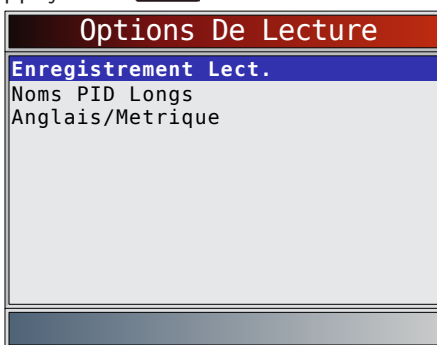 Options De Lecture
Enregistrement Lect.
Noms PID Longs
Anglais/Metrique